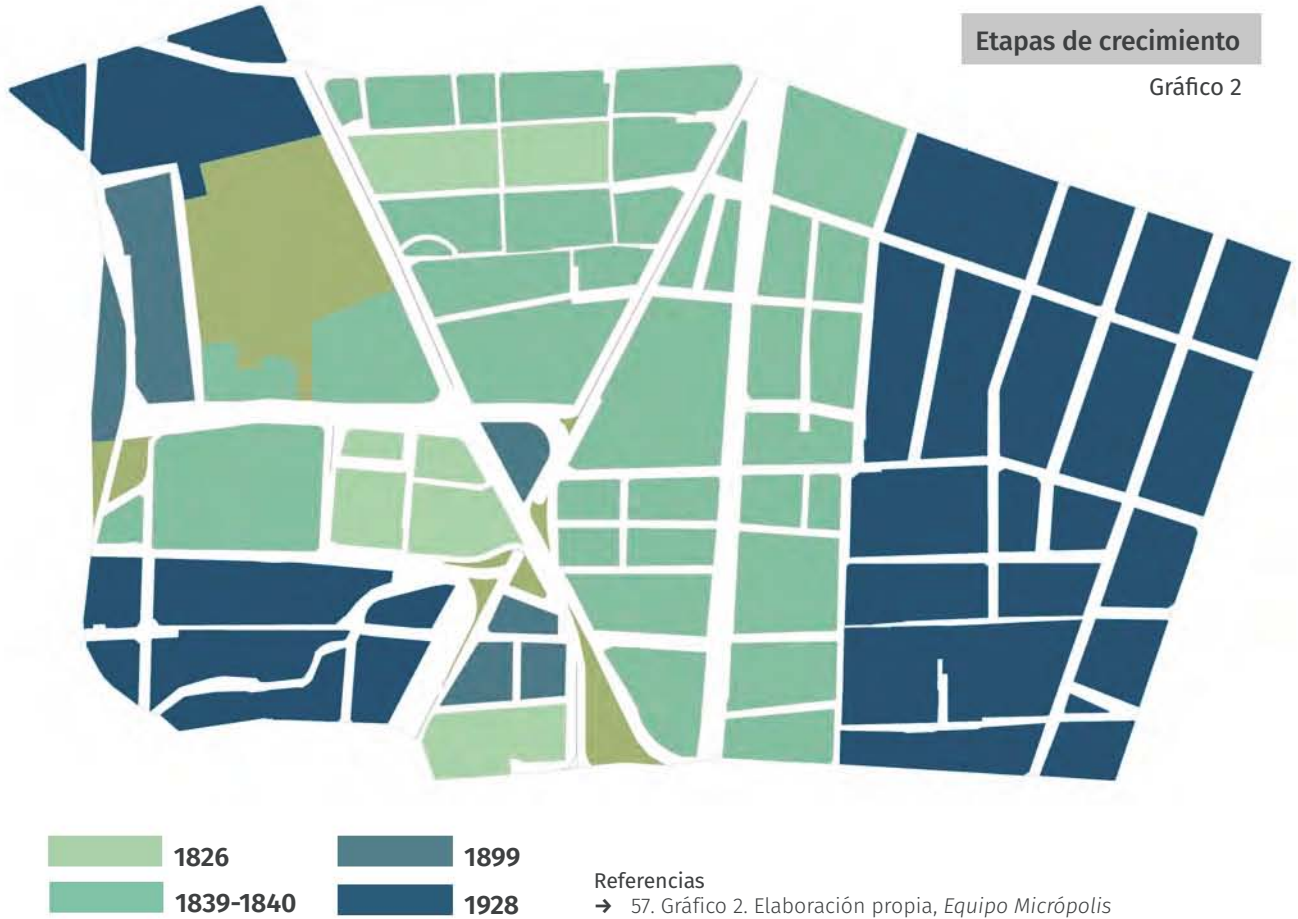 Etapas de crecimiento
Gráfico 2
1826
1899
1839-1840
1928
Referencias
→ 57. Gráfico 2. Elaboración propia, Equipo Micrópolis